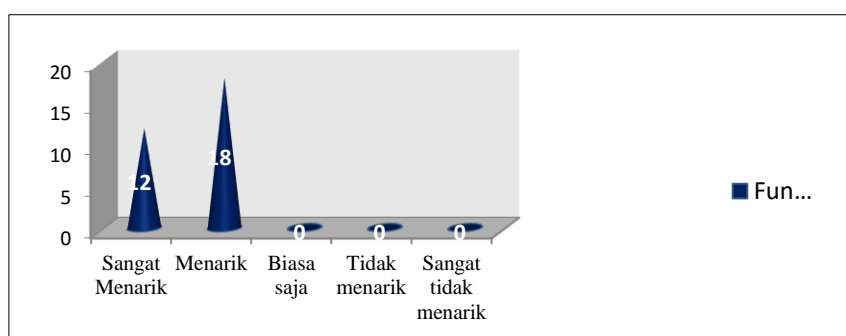 20
15
10
5
0
12
18
0
0
0
Sangat
Menarik
Menarik
Biasa
saja
Tidak
menarik
Sangat
tidak
menarik
Fun...